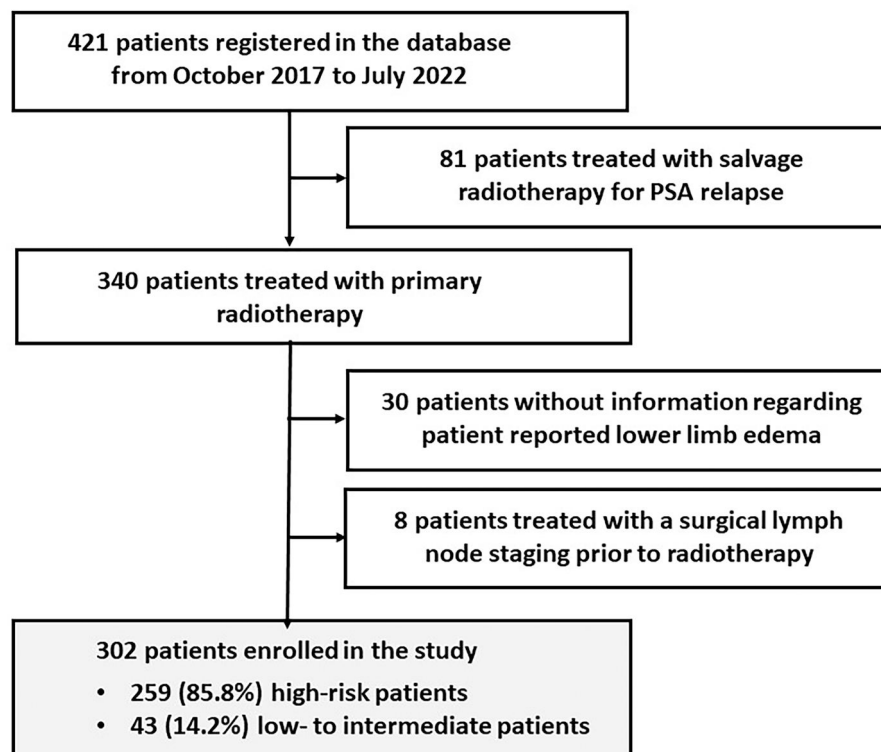 421 patients registered in the database
from October 2017 to July 2022
81 patients treated with salvage
radiotherapy for PSA relapse
340 patients treated with primary
radiotherapy
30 patients without information regarding
patient reported lower limb edema
8 patients treated with a surgical lymph
node staging prior to radiotherapy
302 patients enrolled in the study
• 259 (85.8%) high-risk patients
• 43 (14.2%) low- to intermediate patients